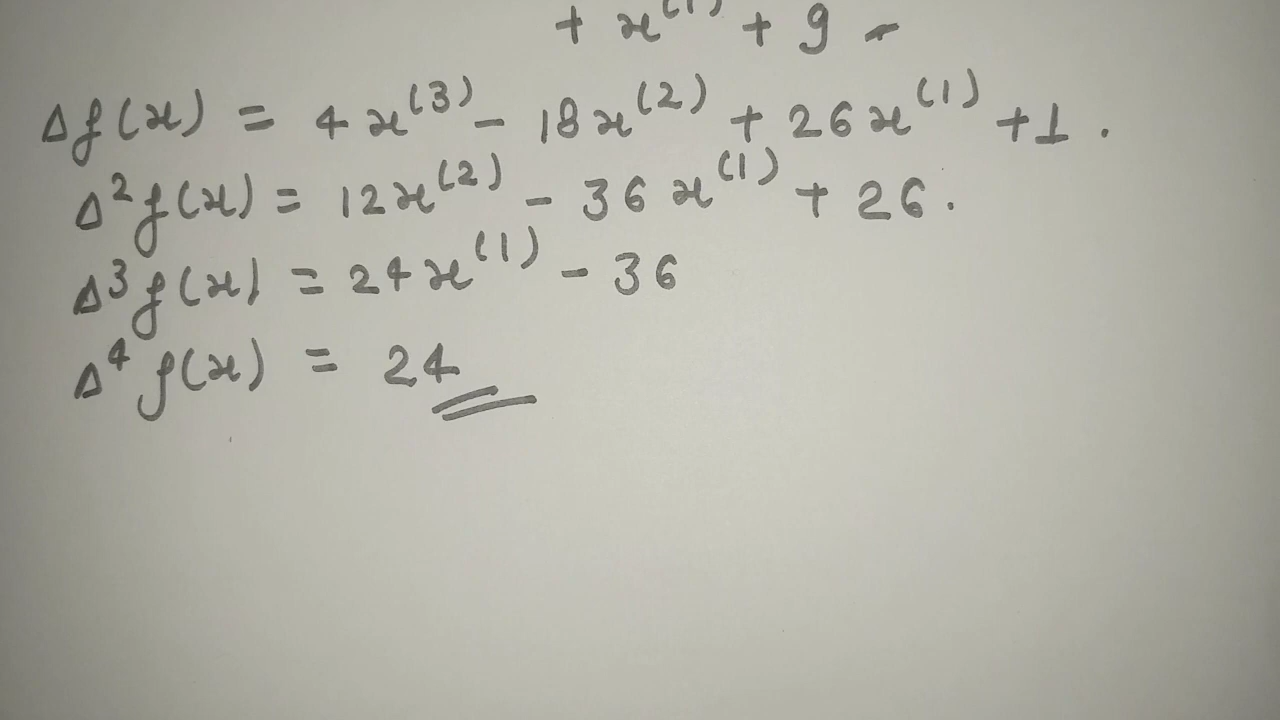 + x^(1) + 9
Δf(x) = 4x^(3) - 18x^(2) + 26x^(1) + 1.
Δ²f(x) = 12x^(2) - 36x^(1) + 26.
Δ³f(x) = 24x^(1) - 36
Δ⁴f(x) = 24